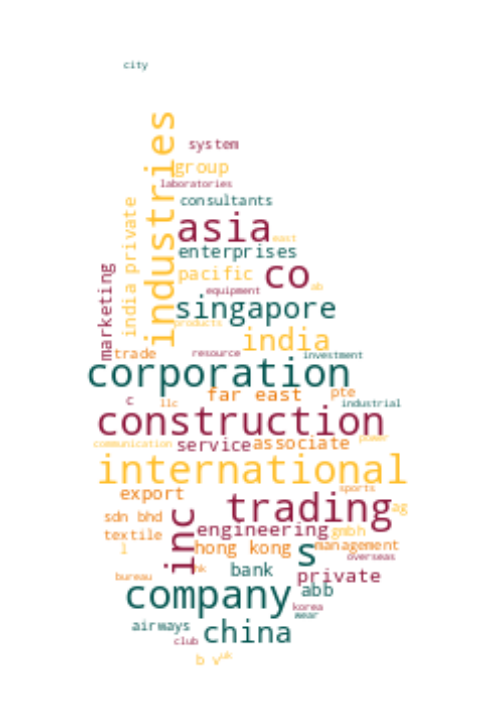 city
industries
system
group
laboratories
consultants
india private
asia
east
enterprises
marketing
pacific
co
equipment
ab
singapore
products
india
trade
resource
investment
corporation
far east
pte
c
llc
industrial
construction
communication
service
associate
power
international
export
sports
trading
ag
sdn bhd
inc
engineering
gmbh
textile
l
hong kong
s
management
overseas
hk
bank
bureau
private
company
abb
korea
wear
airways
china
club
b v
uk